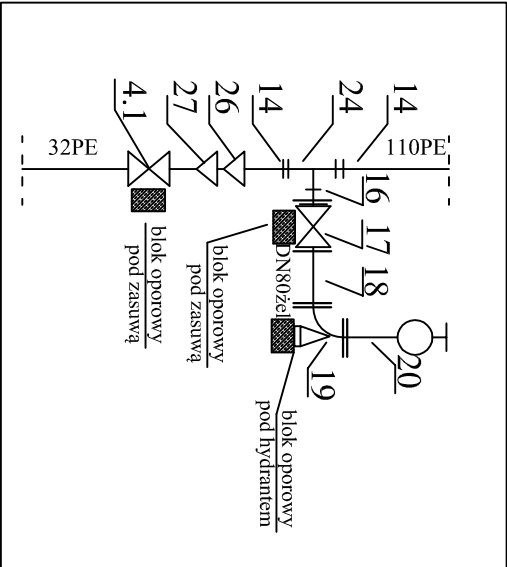 4.1
27
26
14
24
14
32PE
110PE
16
17
18
19
20
DN80żel
blok oporowy
pod zasuwą
blok oporowy
pod zasuwą
blok oporowy
pod hydrantem